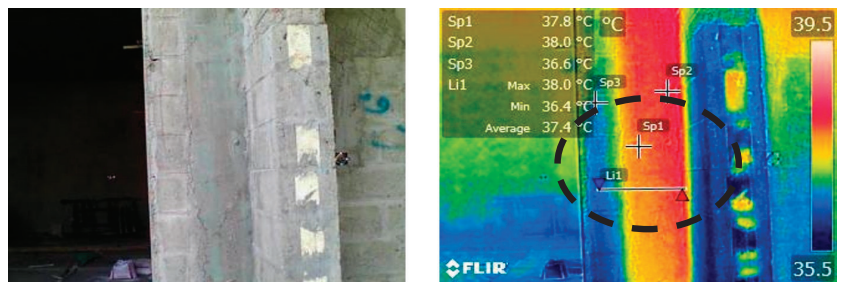 Sp1 37.8 °C
Sp2 38.0 °C
Sp3 36.6 °C
Li1 Max 38.0 °C
Min 36.4 °C
Average 37.4 °C
°C
39.5
Sp3
Sp2
Sp1
Li1
FLIR
35.5